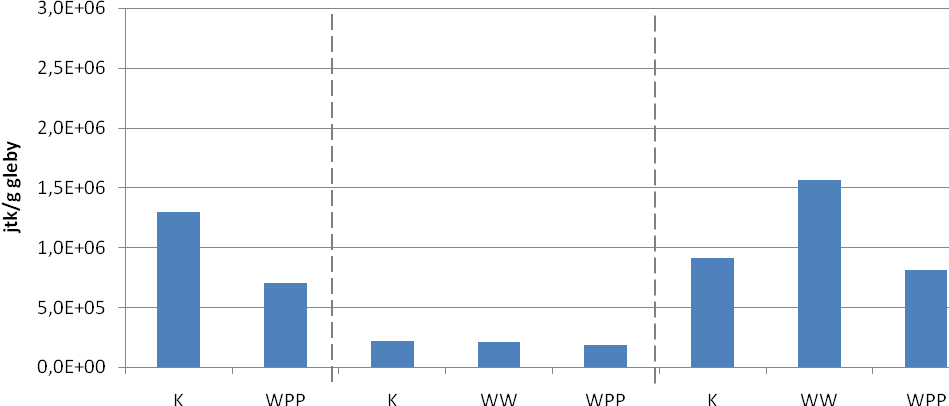 3,0E+06
2,5E+06
2,0E+06
1,5E+06
1,0E+06
5,0E+05
0,0E+00
jtk/g gleby
K WPP K WW WPP K WW WPP